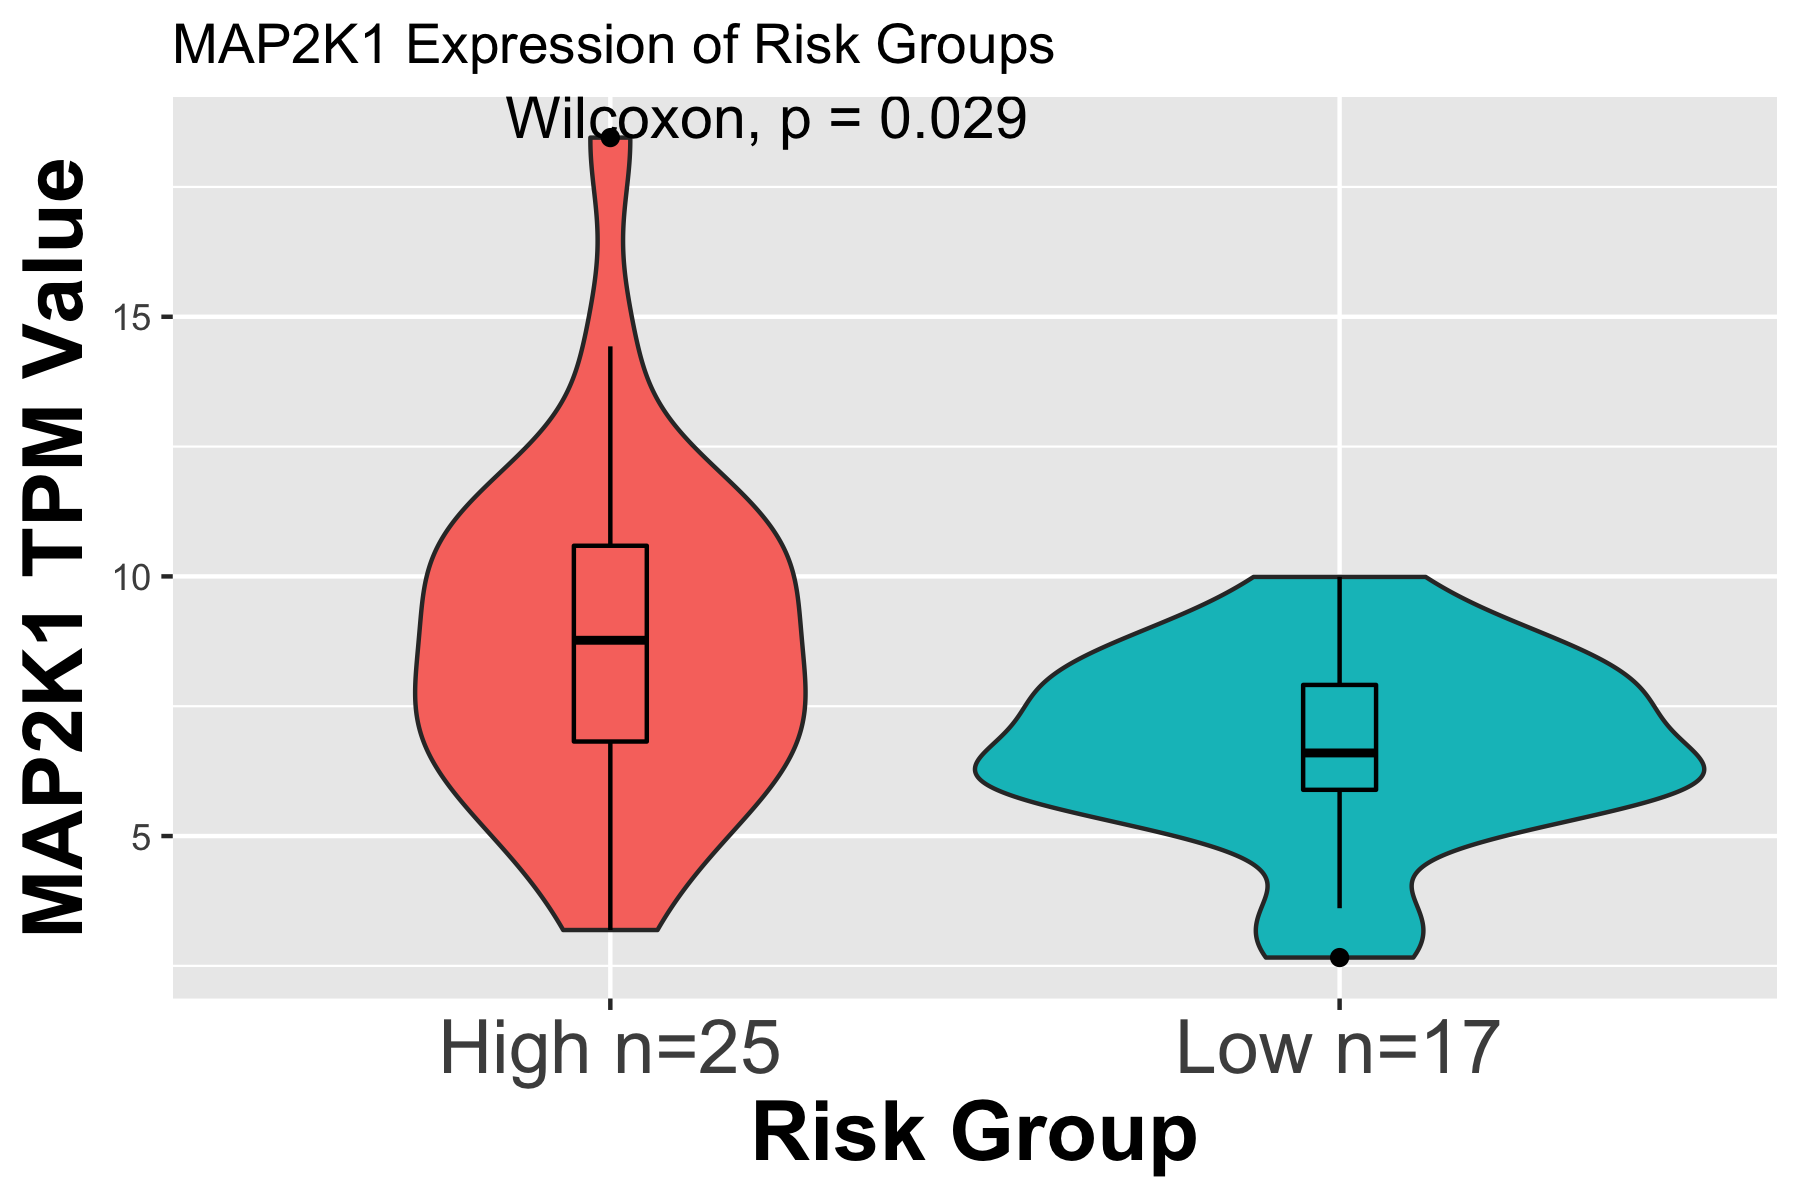 MAP2K1 Expression of Risk Groups
Wilcoxon, p = 0.029
MAP2K1 TPM Value
15
10
5
High n=25
Low n=17
Risk Group